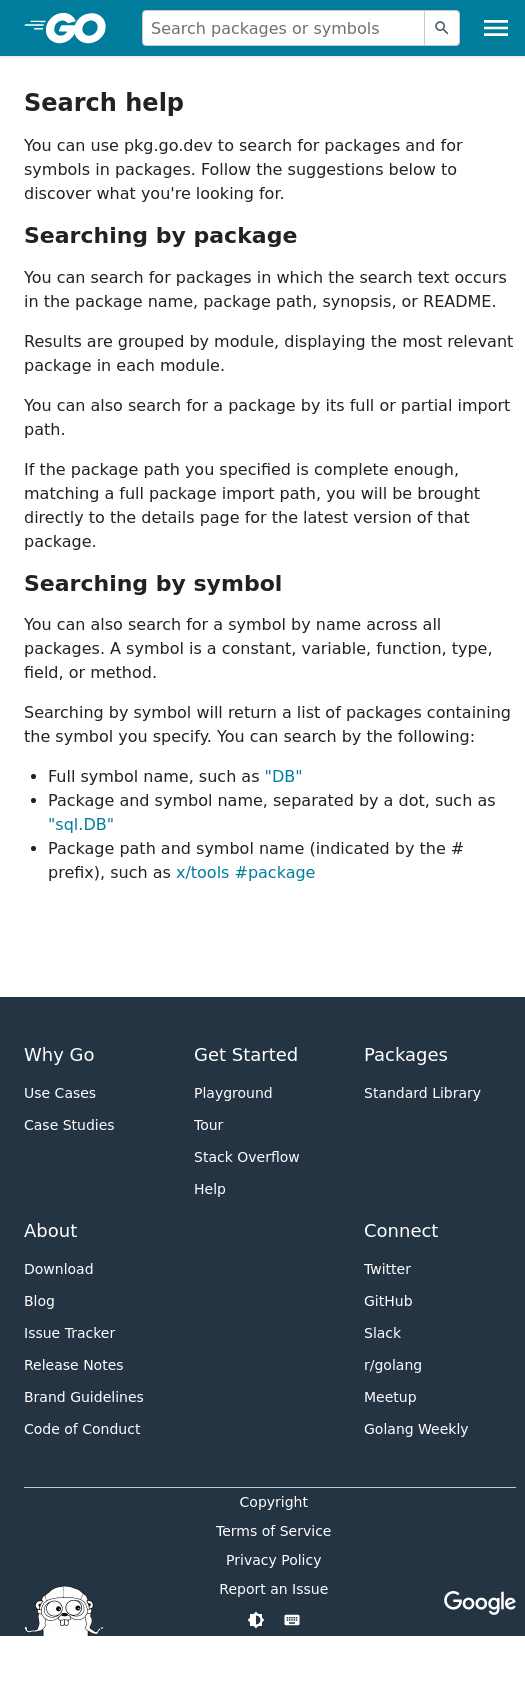 GO
Search packages or symbols
Search help
You can use pkg.go.dev to search for packages and for
symbols in packages. Follow the suggestions below to
discover what you're looking for.
Searching by package
You can search for packages in which the search text occurs
in the package name, package path, synopsis, or README.
Results are grouped by module, displaying the most relevant
package in each module.
You can also search for a package by its full or partial import
path.
If the package path you specified is complete enough,
matching a full package import path, you will be brought
directly to the details page for the latest version of that
package.
Searching by symbol
You can also search for a symbol by name across all
packages. A symbol is a constant, variable, function, type,
field, or method.
Searching by symbol will return a list of packages containing
the symbol you specify. You can search by the following:
• Full symbol name, such as "DB"
• Package and symbol name, separated by a dot, such as
"sql.DB"
• Package path and symbol name (indicated by the #
prefix), such as x/tools #package
Why Go
Use Cases
Case Studies
Get Started
Playground
Tour
Stack Overflow
Help
Packages
Standard Library
About
Download
Blog
Issue Tracker
Release Notes
Brand Guidelines
Code of Conduct
Connect
Twitter
GitHub
Slack
r/golang
Meetup
Golang Weekly
Copyright
Terms of Service
Privacy Policy
Report an Issue
Google